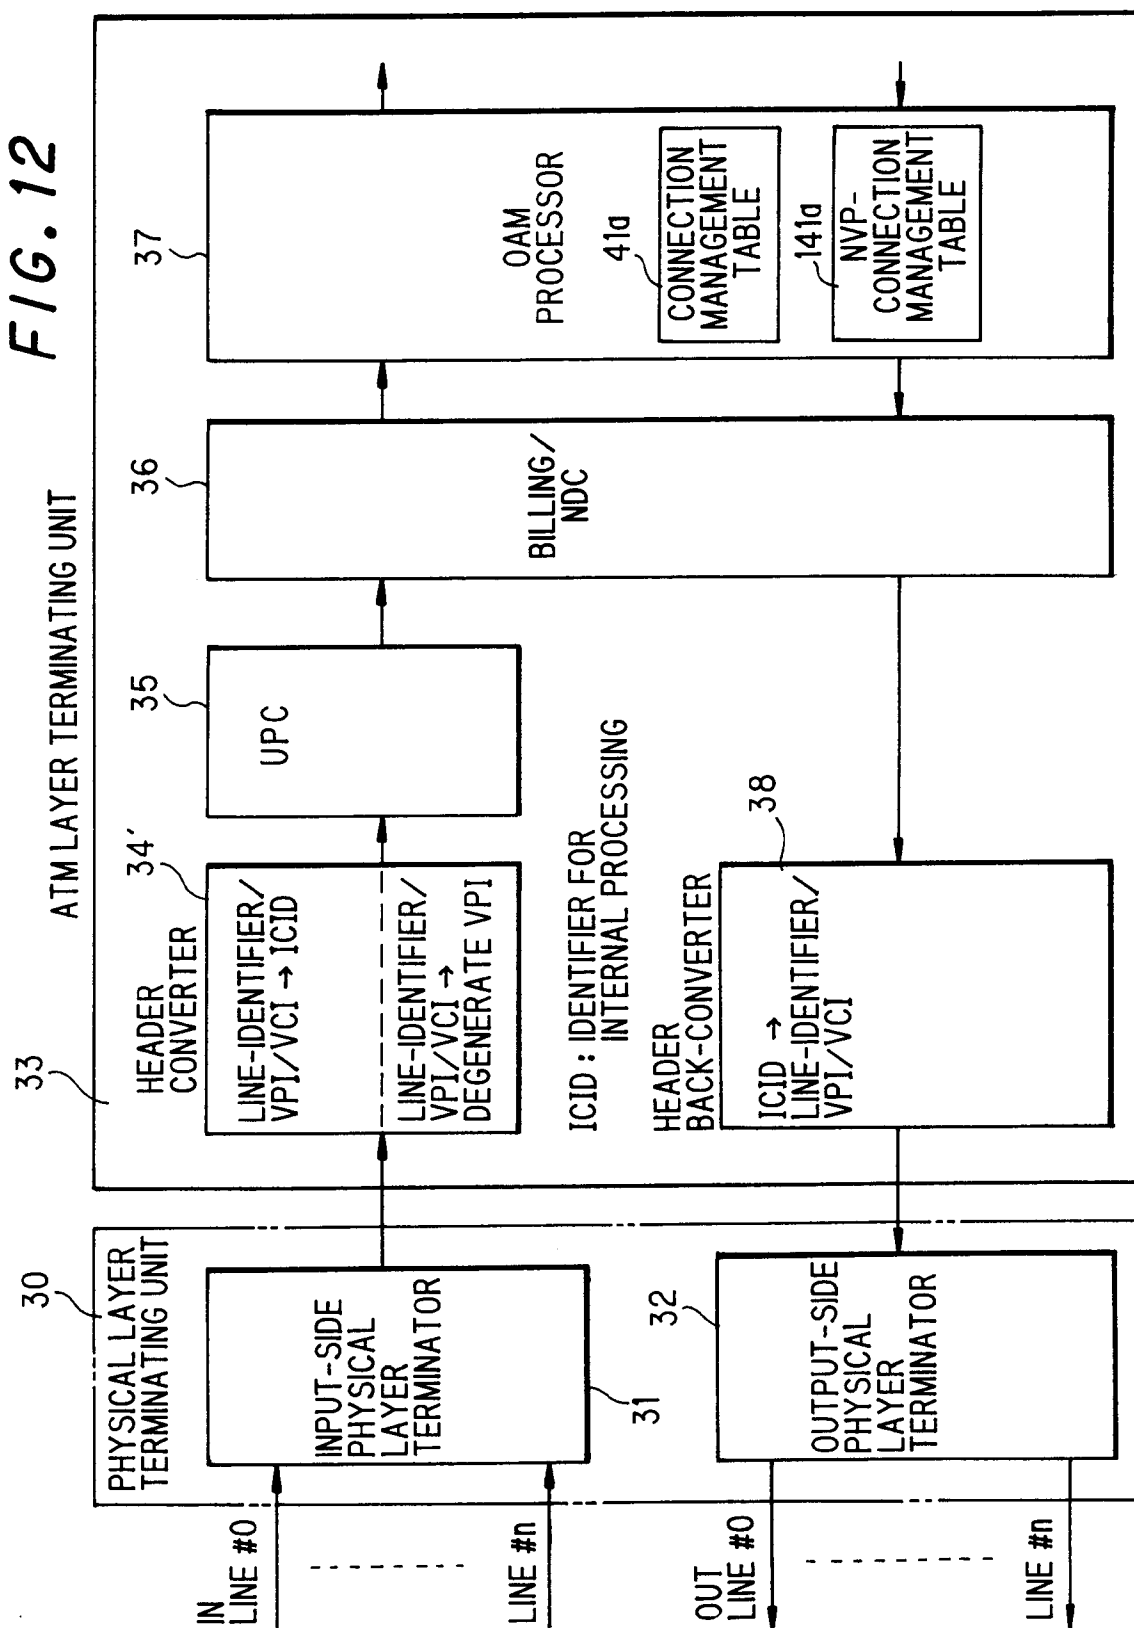 FIG. 12
ATM LAYER TERMINATING UNIT
30
PHYSICAL LAYER
TERMINATING UNIT
IN
LINE #0
LINE #n
INPUT-SIDE
PHYSICAL
LAYER
TERMINATOR
31
OUT
LINE #0
LINE #n
32
OUTPUT-SIDE
PHYSICAL
LAYER
TERMINATOR
33
HEADER
CONVERTER
34'
LINE-IDENTIFIER/
VPI/VCI → ICID
LINE-IDENTIFIER/
VPI/VCI →
DEGENERATE VPI
35
UPC
ICID : IDENTIFIER FOR
INTERNAL PROCESSING
HEADER
BACK-CONVERTER
38
ICID →
LINE-IDENTIFIER/
VPI/VCI
36
BILLING/
NDC
37
OAM
PROCESSOR
41a
CONNECTION
MANAGEMENT
TABLE
141a
NVP-
CONNECTION
MANAGEMENT
TABLE